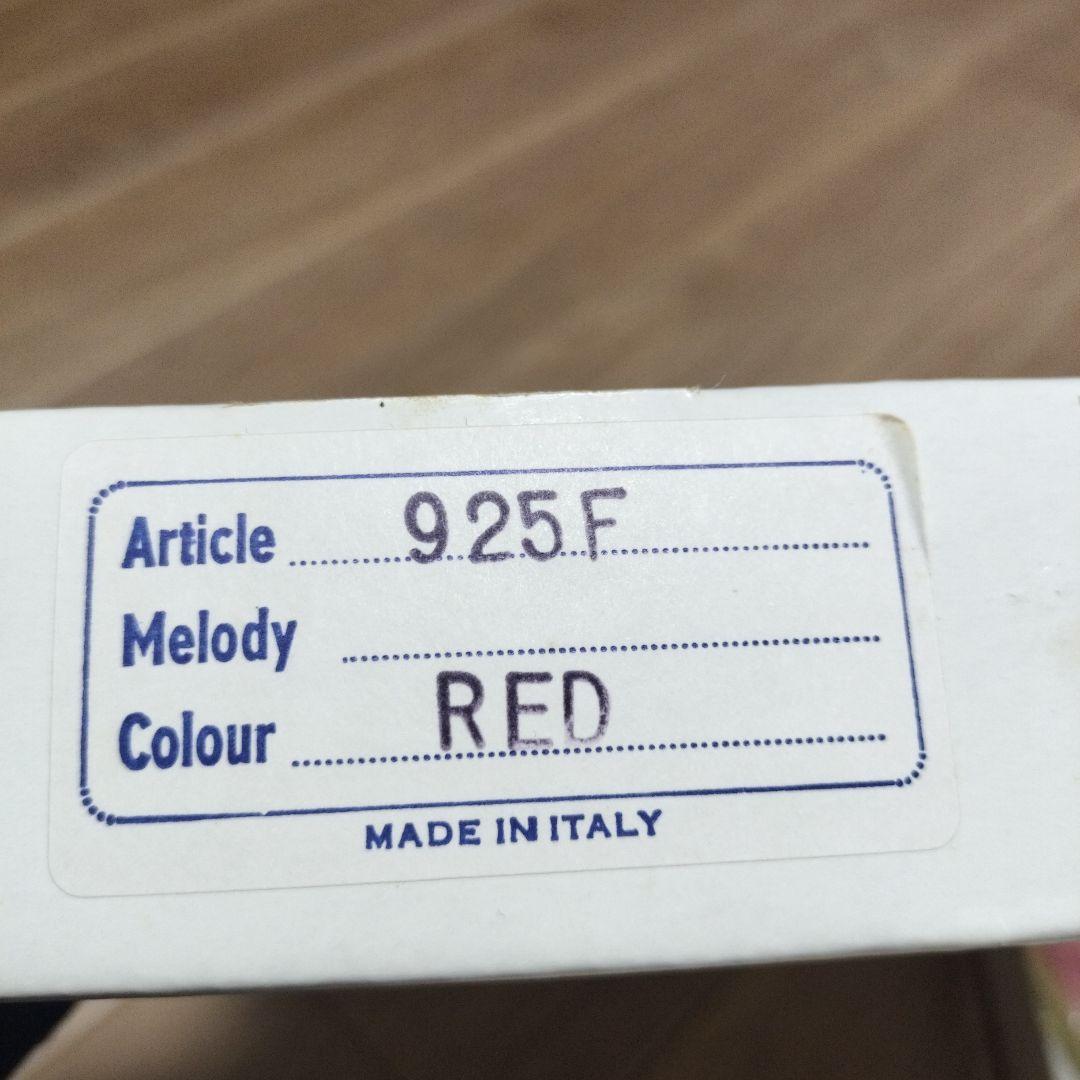 Article 925F
Melody
Colour RED
MADE IN ITALY